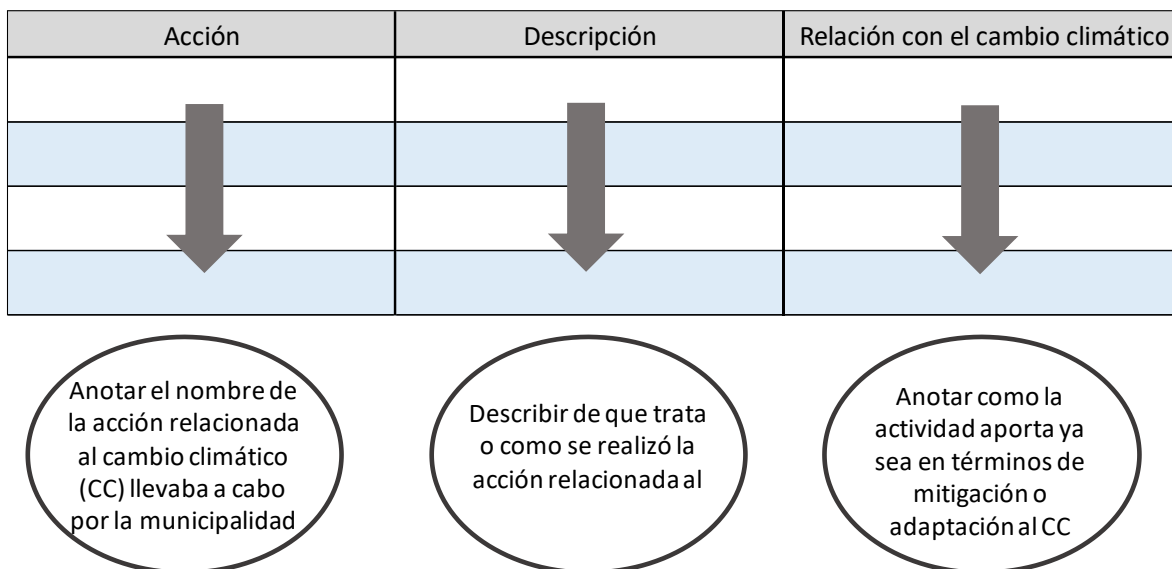 Acción
Descripción
Relación con el cambio climático
Anotar el nombre de
la acción relacionada
al cambio climático
(CC) llevaba a cabo
por la municipalidad
Describir de que trata
o como se realizó la
acción relacionada al
Anotar como la
actividad aporta ya
sea en términos de
mitigación o
adaptación al CC